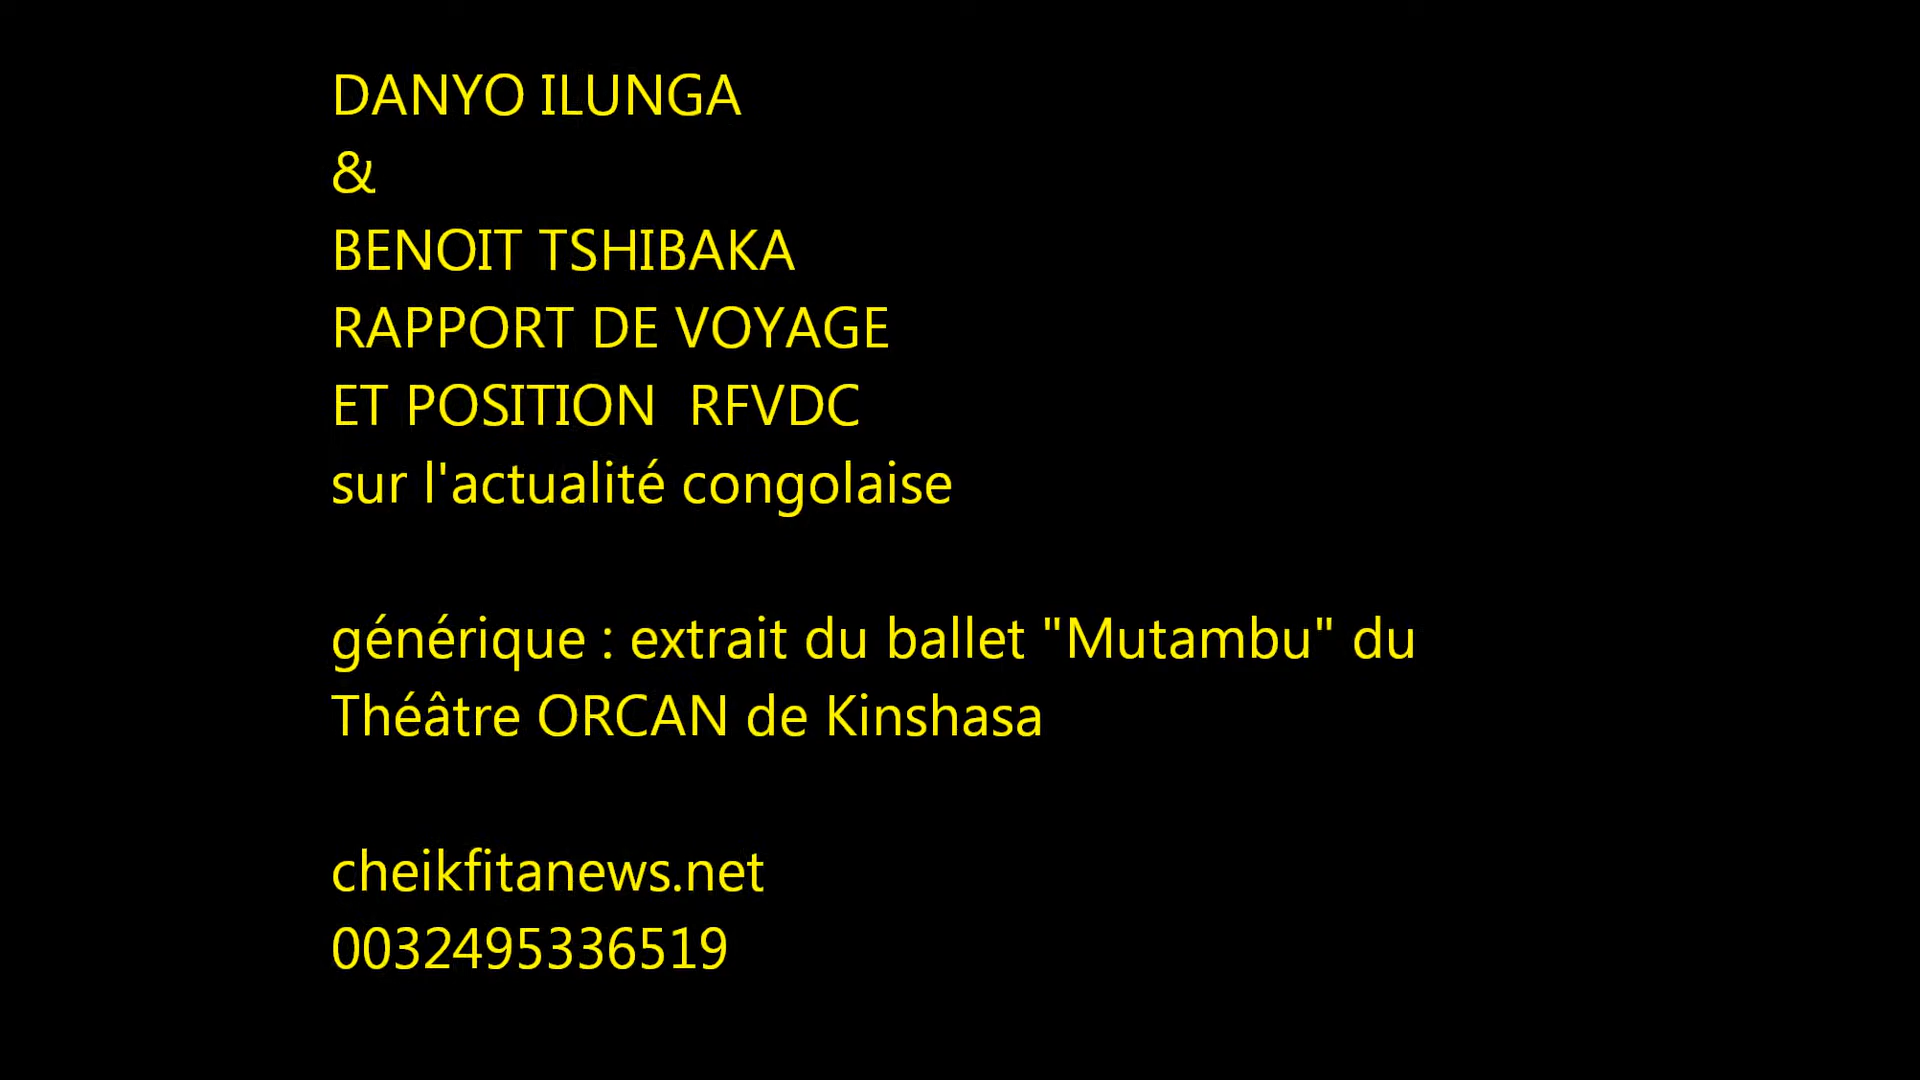 DANYO ILUNGA
&
BENOIT TSHIBAKA
RAPPORT DE VOYAGE
ET POSITION  RFVDC
sur l'actualité congolaise
générique : extrait du ballet "Mutambu" du
Théâtre ORCAN de Kinshasa
cheikfitanews.net
0032495336519